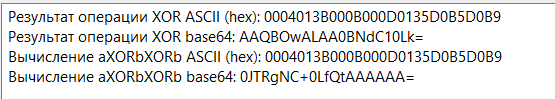 Результат операции XOR ASCII (hex): 0004013B000B000D0135D0B5D0B9
Результат операции XOR base64: AAQBOwALAA0BNdC10Lk=
Вычисление aXORbXORb ASCII (hex): 0004013B000B000D0135D0B5D0B9
Вычисление aXORbXORb base64: 0JTRgNC+0LfQtAAAAAA=